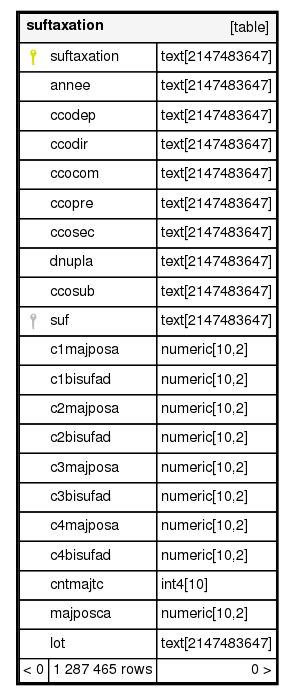 suftaxation [table]
suftaxation text[2147483647]
annee text[2147483647]
ccodep text[2147483647]
ccodir text[2147483647]
ccocom text[2147483647]
ccopre text[2147483647]
ccosec text[2147483647]
dnupla text[2147483647]
ccosub text[2147483647]
suf text[2147483647]
c1majposa numeric[10,2]
c1bisufad numeric[10,2]
c2majposa numeric[10,2]
c2bisufad numeric[10,2]
c3majposa numeric[10,2]
c3bisufad numeric[10,2]
c4majposa numeric[10,2]
c4bisufad numeric[10,2]
cntmajtc int4[10]
majposca numeric[10,2]
lot text[2147483647]
< 0 1 287 465 rows 0 >